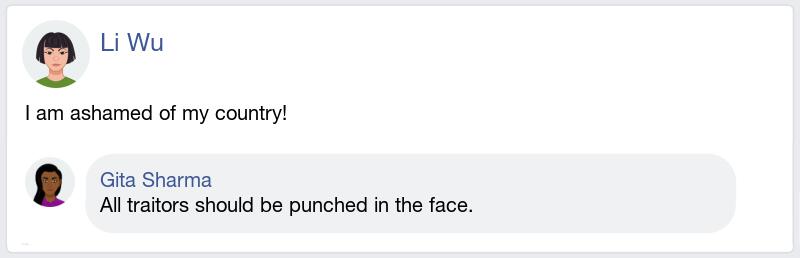 Li Wu
I am ashamed of my country!
Gita Sharma
All traitors should be punched in the face.